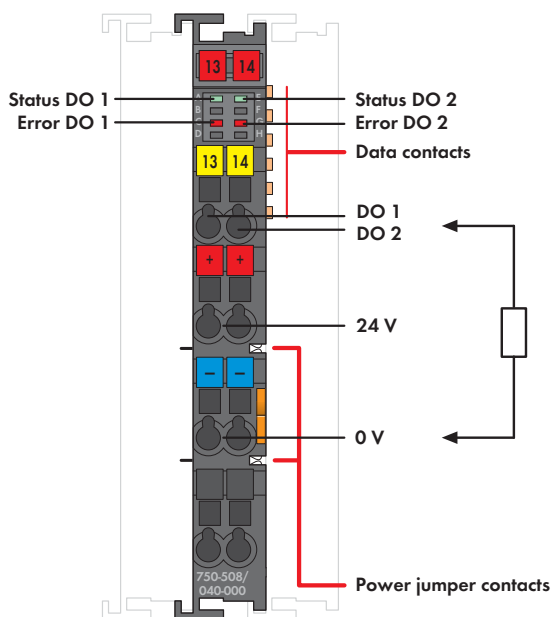 13 14
Status DO 1
A
E
Status DO 2
B
F
Error DO 1
C
G
Error DO 2
D
H
Data contacts
13 14
DO 1
DO 2
+ +
24 V
− −
0 V
750-508/
040-000
Power jumper contacts